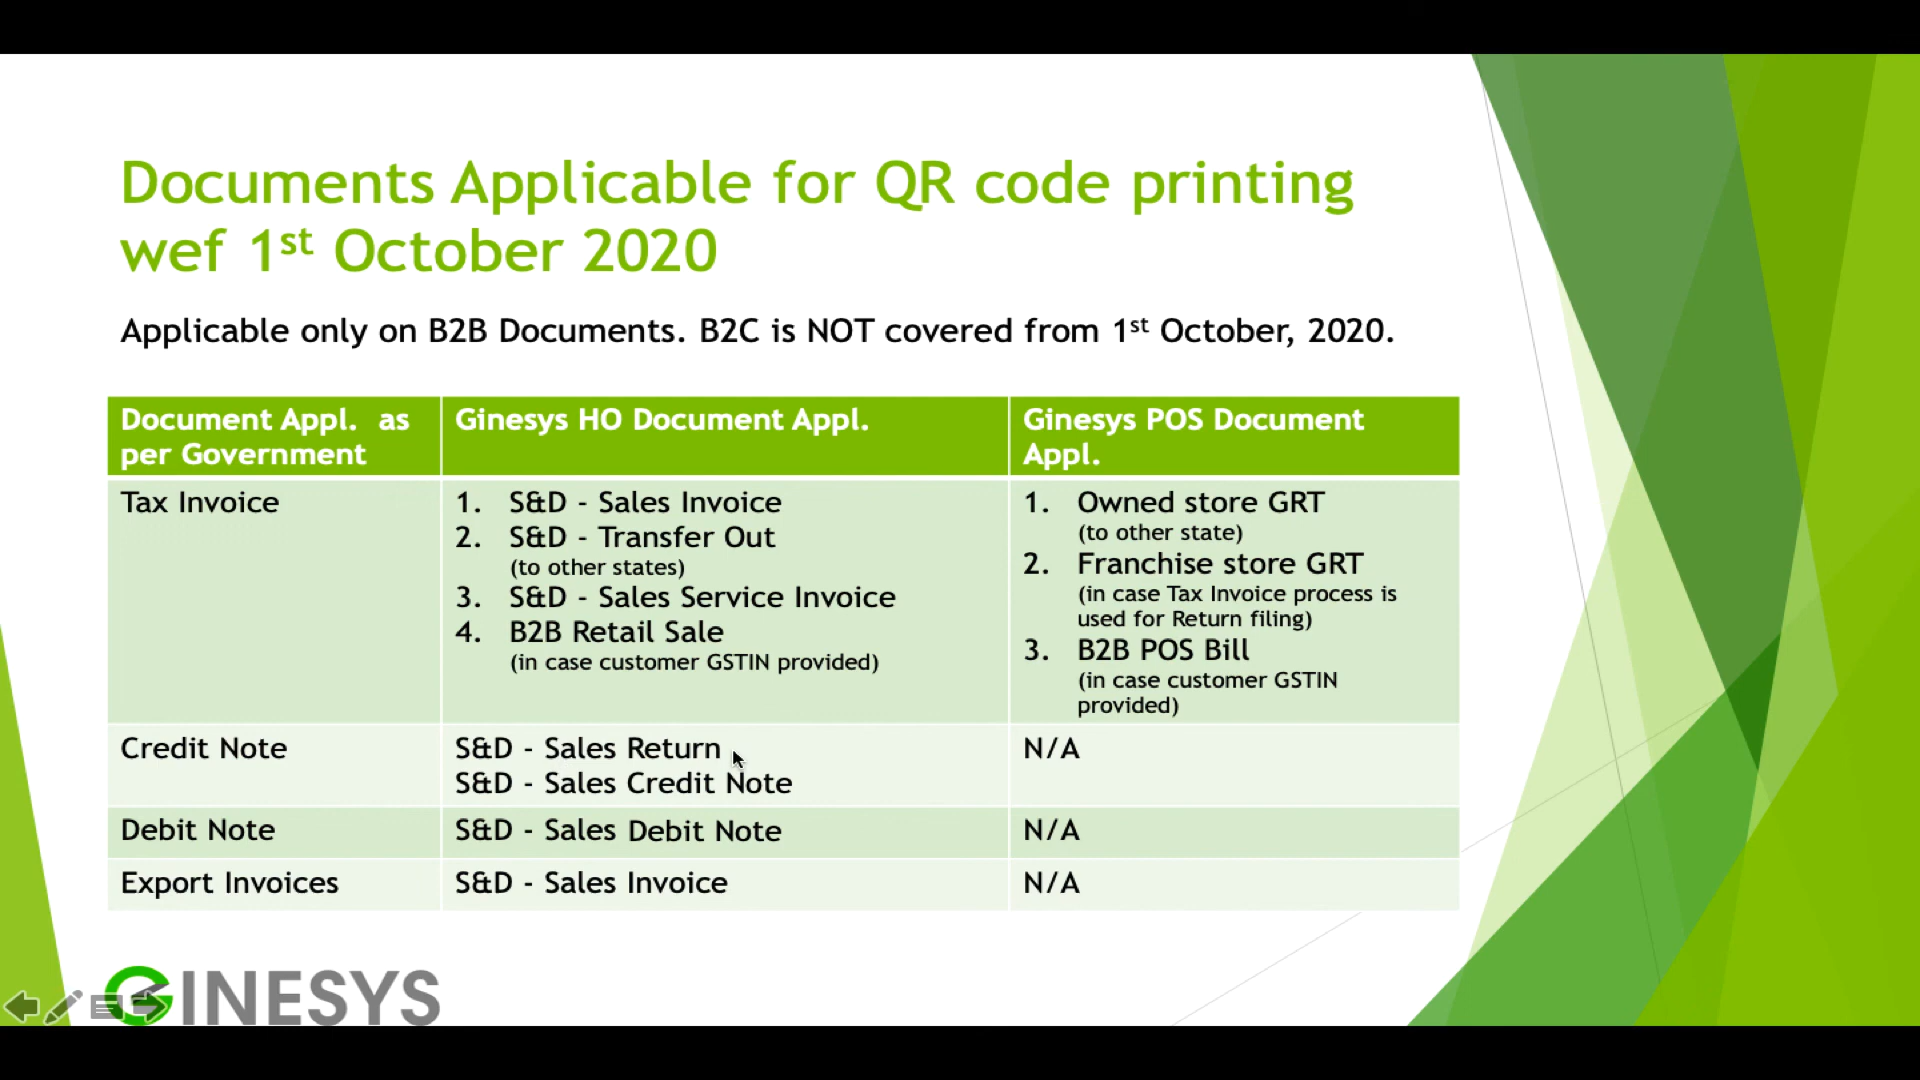 Documents Applicable for QR code printing
wef 1st October 2020
Applicable only on B2B Documents. B2C is NOT covered from 1st October, 2020.
Document Appl. as
per Government
Ginesys HO Document Appl.
Ginesys POS Document
Appl.
Tax Invoice
1. S&D - Sales Invoice
2. S&D - Transfer Out
(to other states)
3. S&D - Sales Service Invoice
4. B2B Retail Sale
(in case customer GSTIN provided)
1. Owned store GRT
(to other state)
2. Franchise store GRT
(in case Tax Invoice process is
used for Return filing)
3. B2B POS Bill
(in case customer GSTIN
provided)
Credit Note
S&D - Sales Return
S&D - Sales Credit Note
N/A
Debit Note
S&D - Sales Debit Note
N/A
Export Invoices
S&D - Sales Invoice
N/A
GINESYS